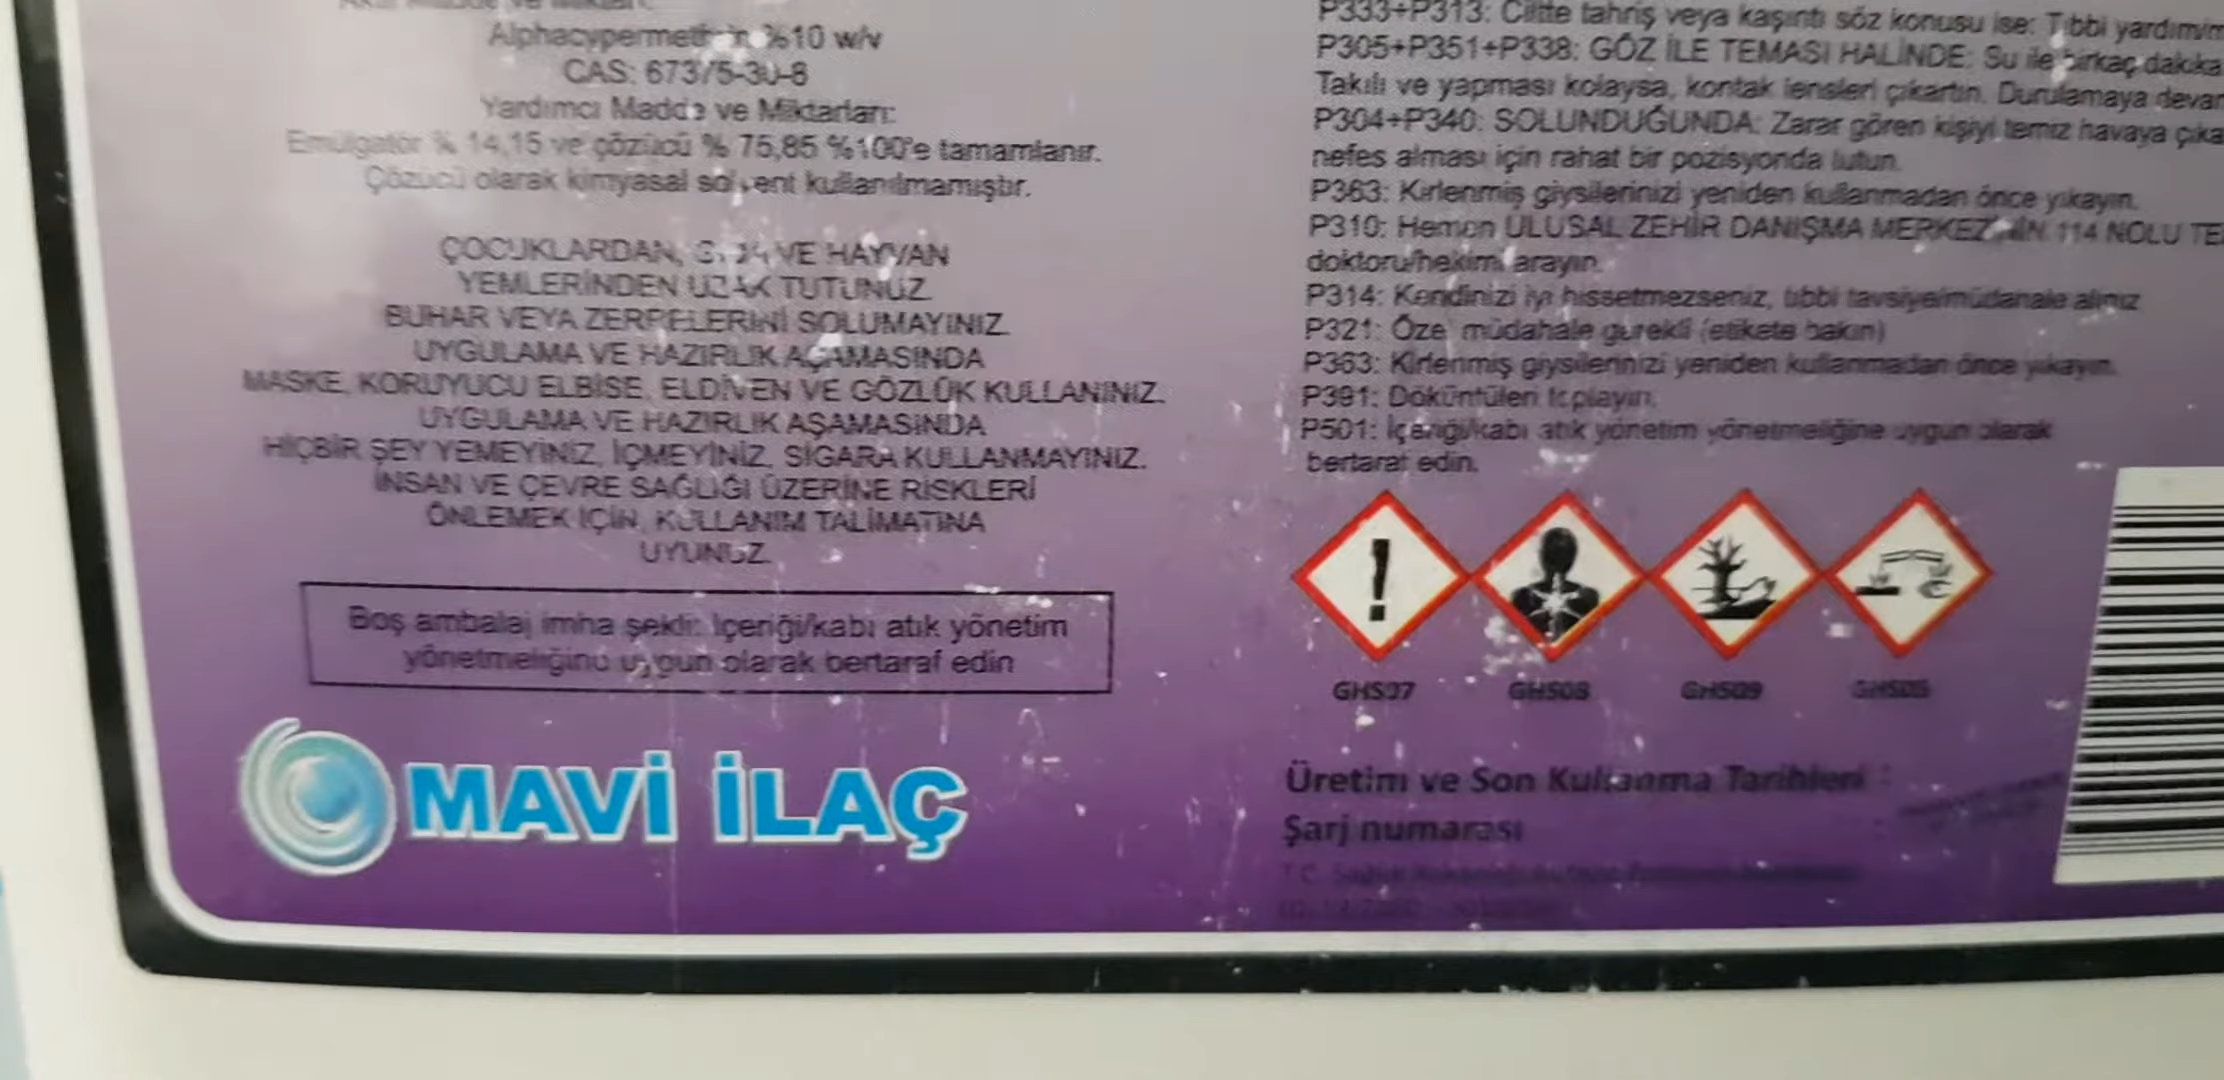 Alphacypermethrin %10 w/v
CAS: 67375-30-8
Yardımcı Madde ve Miktarları:
Emülgatör % 14,15 ve çözücü % 75,85 %100'e tamamlanır.
Çözücü olarak kimyasal solvent kullanılmamıştır.
ÇOCUKLARDAN, GIDA VE HAYVAN
YEMLERİNDEN UZAK TUTUNUZ.
BUHAR VEYA ZERRELERİNİ SOLUMAYINIZ.
UYGULAMA VE HAZIRLIK AŞAMASINDA
MASKE, KORUYUCU ELBİSE, ELDİVEN VE GÖZLÜK KULLANINIZ.
UYGULAMA VE HAZIRLIK AŞAMASINDA
HİÇBİR ŞEY YEMEYİNİZ, İÇMEYİNİZ, SİGARA KULLANMAYINIZ.
İNSAN VE ÇEVRE SAĞLIĞI ÜZERİNE RİSKLERİ
ÖNLEMEK İÇİN, KULLANIM TALİMATINA
UYUNUZ.
Boş ambalaj imha şekli: İçeriği/kabı atık yönetim
yönetmeliğine uygun olarak bertaraf edin
MAVİ İLAÇ
P333+P313: Ciltte tahriş veya kaşıntı söz konusu ise: Tıbbi
P305+P351+P338: GÖZ İLE TEMASI HALİNDE: Su ile birkaç dakika
Takılı ve yapması kolaysa, kontak lensleri çıkartın. Durulamaya
P304+P340: SOLUNDUĞUNDA: Zarar gören kişiyi temiz havaya
nefes alması için rahat bir pozisyonda tutun.
P363: Kirlenmiş giysilerinizi yeniden kullanmadan önce yıkayın.
P310: Hemen ULUSAL ZEHİR DANIŞMA MERKEZİNİN 114 NOLU
doktoru/hekimi arayın.
P314: Kendinizi iyi hissetmezseniz, tıbbi tavsiye/müdahale alınız
P321: Özel müdahale gerekli (etikete bakın)
P363: Kirlenmiş giysilerinizi yeniden kullanmadan önce yıkayın.
P391: Döküntüleri toplayın.
P501: İçeriği/kabı atık yönetim yönetmeliğine uygun olarak
bertaraf edin.
GHS07 GHS08 GHS09 GHS05
Üretim ve Son Kullanma Tarihleri :
Şarj numarası :